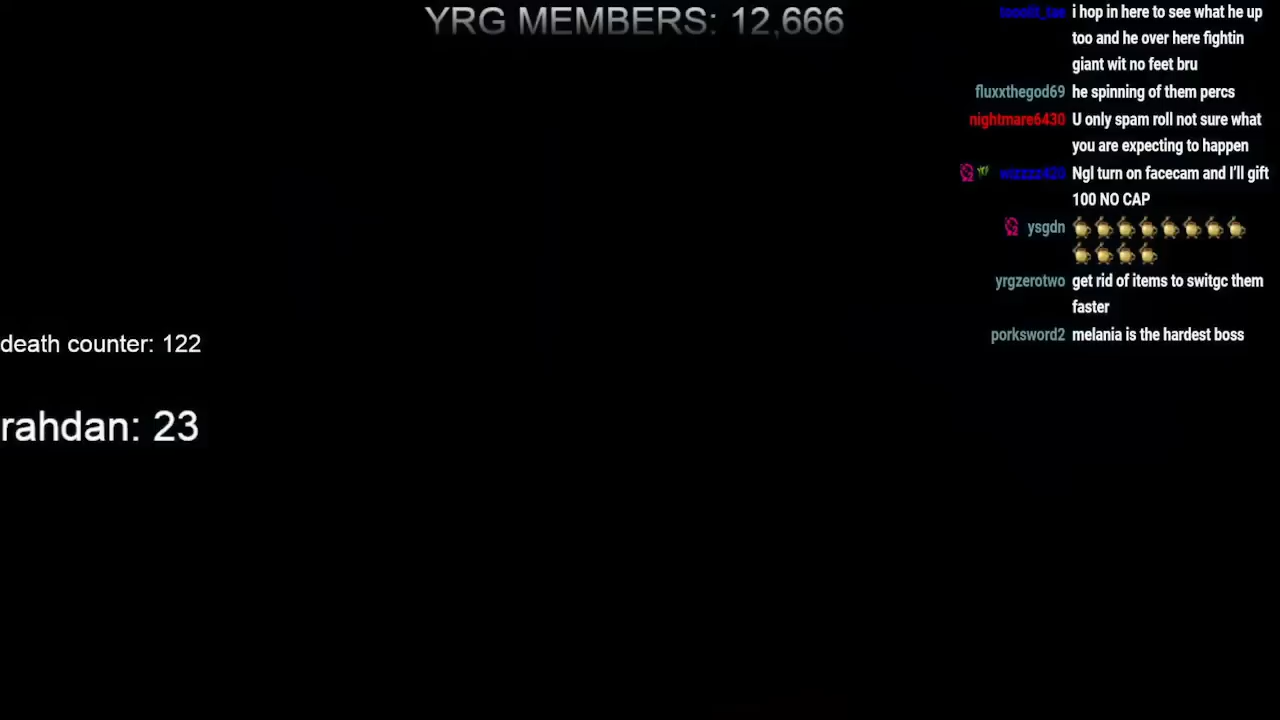 YRG MEMBERS: 12,666
i hop in here to see what he up
too and he over here fightin
giant wit no feet bru
fluxxthegod69 he spinning of them percs
nightmare6430 U only spam roll not sure what
you are expecting to happen
wizzzz420 Ngl turn on facecam and I'll gift
100 NO CAP
ysgdn
yrgzerotwo get rid of items to switgc them
faster
porksword2 melania is the hardest boss
death counter: 122
rahdan: 23